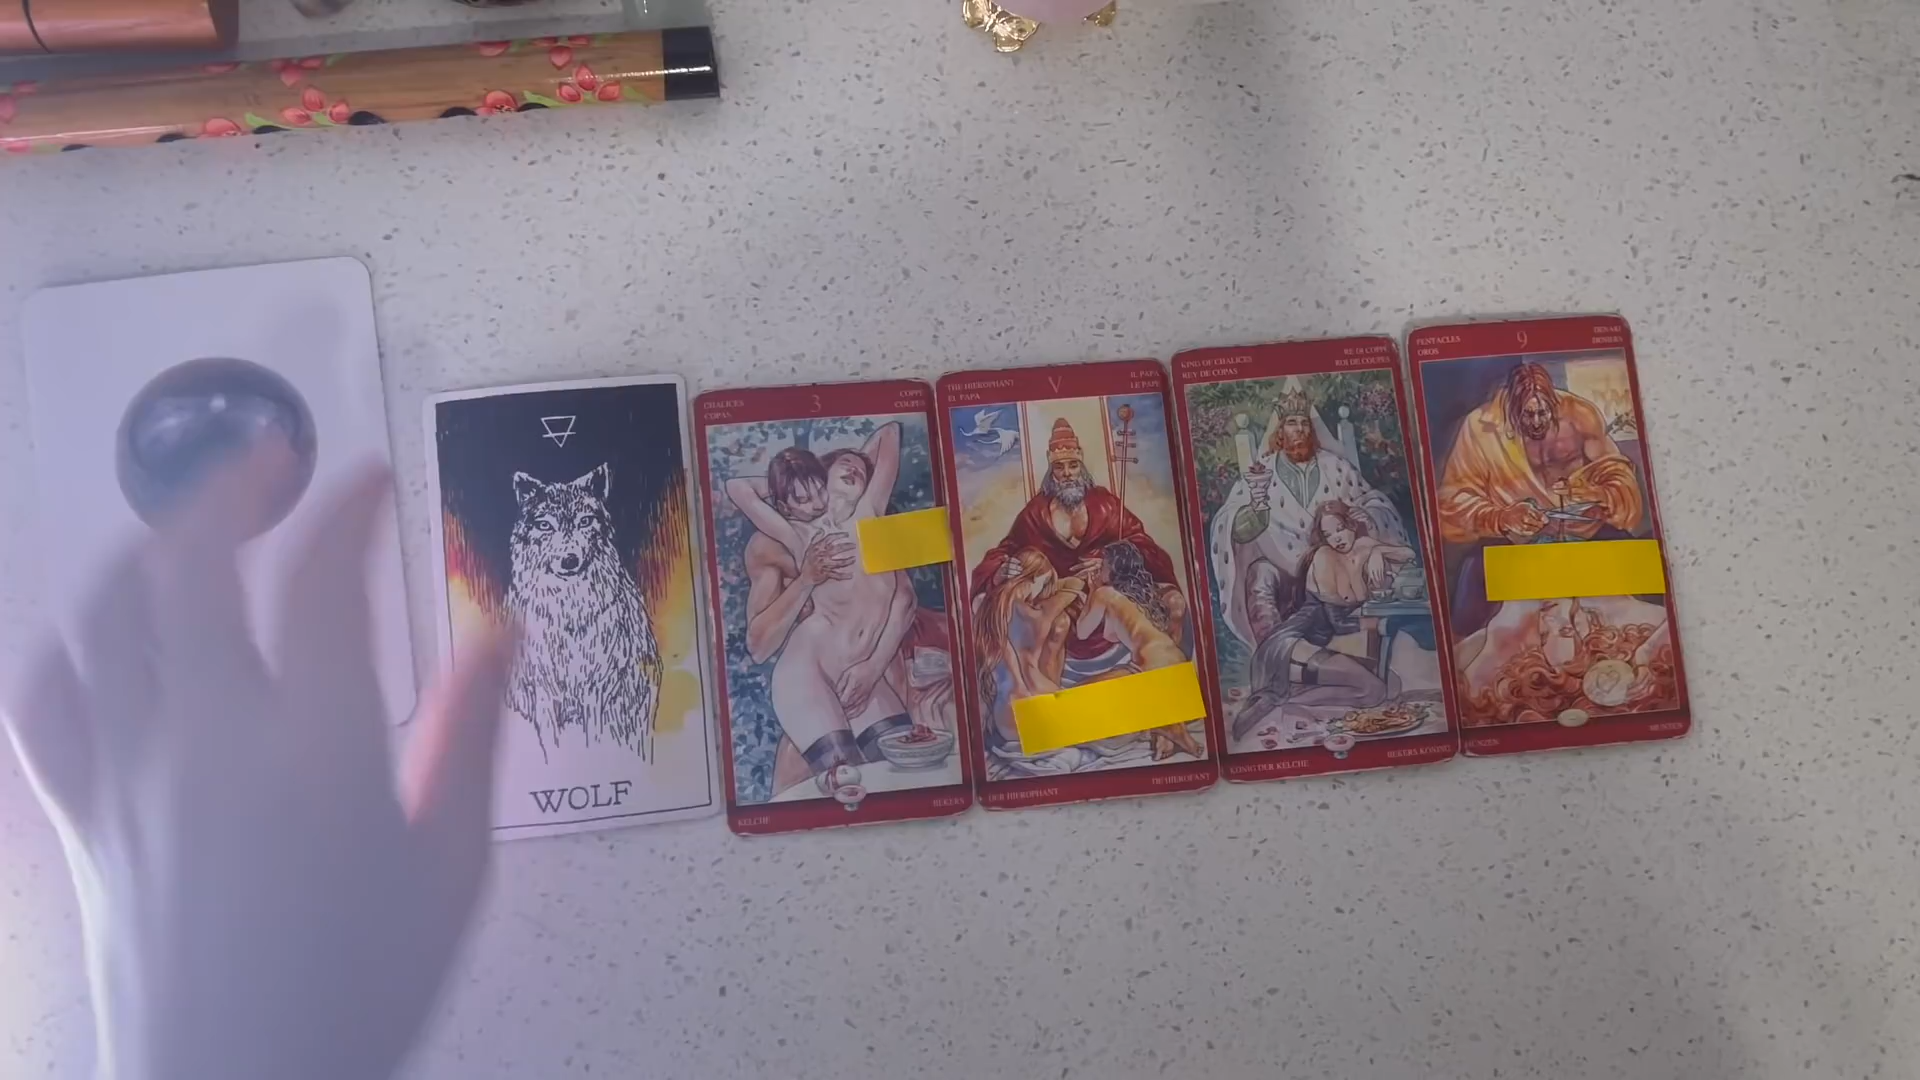 WOLF
CHALICES
COPAS
3
COPPE
COUPES
KELCHE
BEKERS
THE HIEROPHANT
EL PAPA
V
IL PAPA
LE PAPE
DER HIEROPHANT
DE HIEROFANT
KING OF CHALICES
REY DE COPAS
RE DI COPPE
ROI DE COUPES
KÖNIG DER KELCHE
BEKERS KONING
PENTACLES
OROS
9
DENARI
DENIERS
MUNZEN
MUNTEN